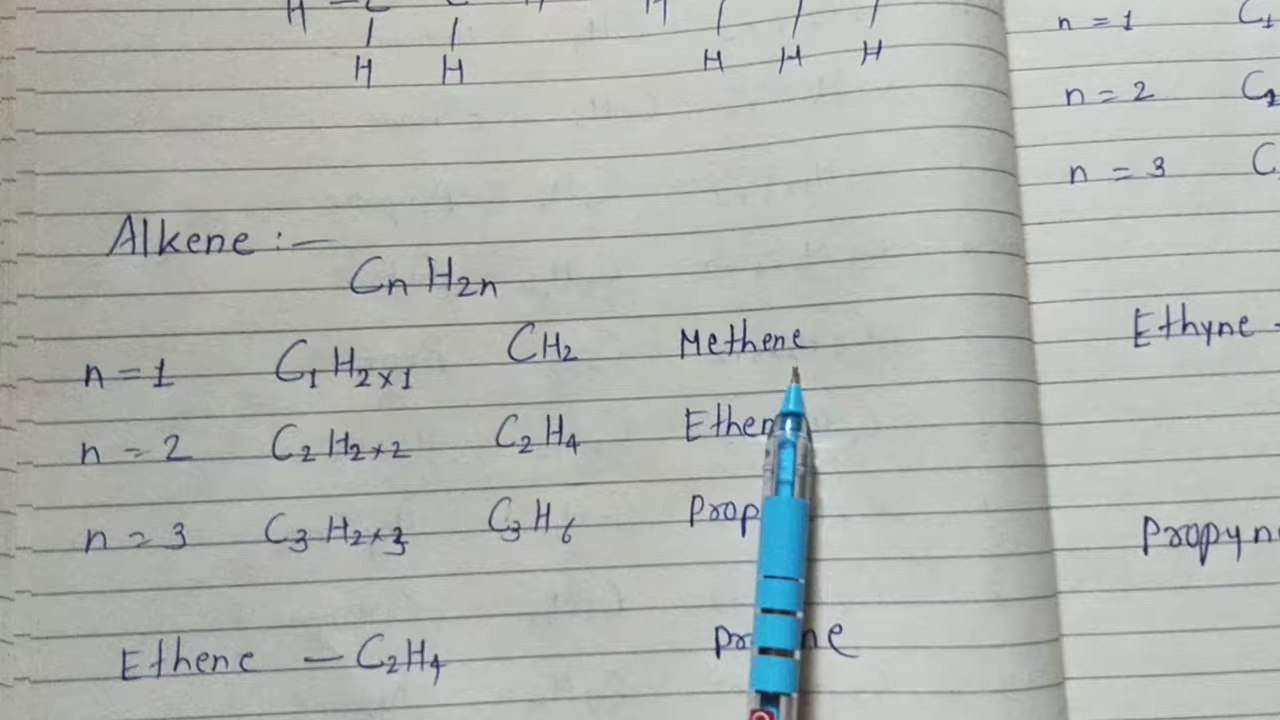 H H H H H
Alkene :-
CnH2n
n = 1 C1H2×1 CH2 Methene
n = 2 C2H2×2 C2H4
n = 3 C3H2×3 C3H6
Ethene - C2H4
n = 1
n = 2
n = 3
Ethyne